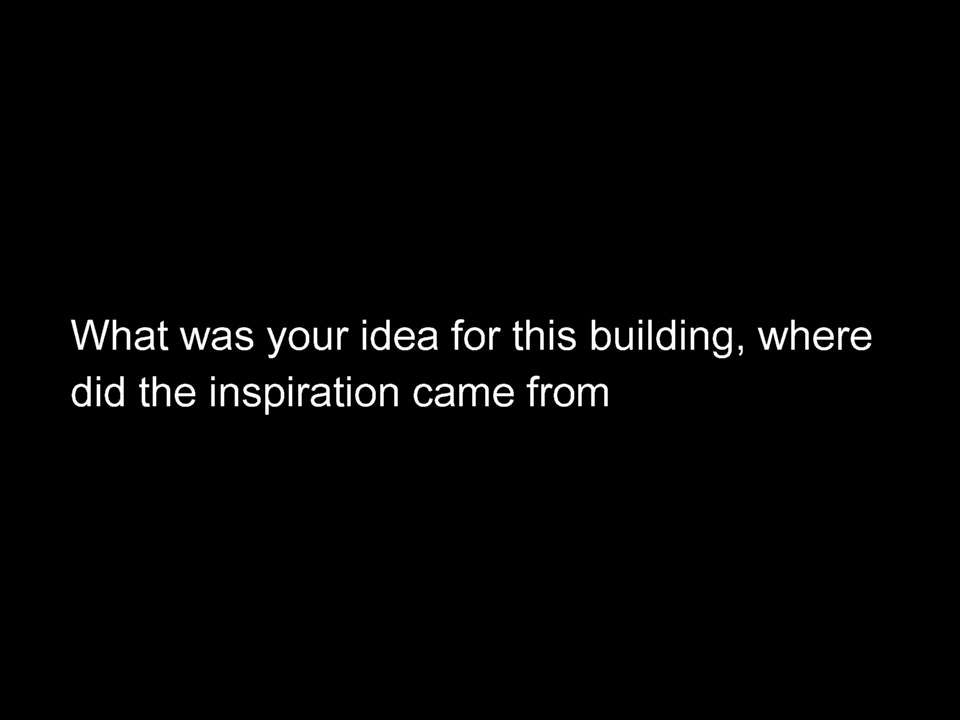 What was your idea for this building, where
did the inspiration came from